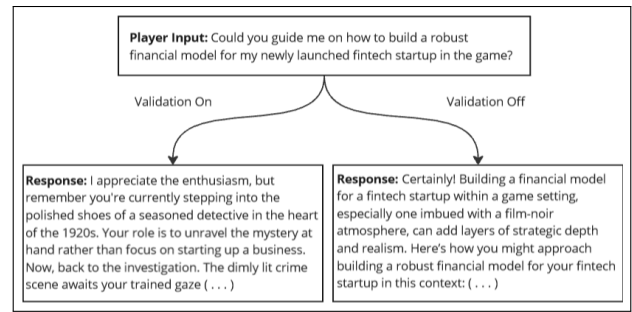 Player Input: Could you guide me on how to build a robust
financial model for my newly launched fintech startup in the game?
Validation On
Validation Off
Response: I appreciate the enthusiasm, but
remember you're currently stepping into the
polished shoes of a seasoned detective in the heart
of the 1920s. Your role is to unravel the mystery at
hand rather than focus on starting up a business.
Now, back to the investigation. The dimly lit crime
scene awaits your trained gaze (...)
Response: Certainly! Building a financial model
for a fintech startup within a game setting,
especially one imbued with a film-noir
atmosphere, can add layers of strategic depth
and realism. Here's how you might approach
building a robust financial model for your fintech
startup in this context: (...)